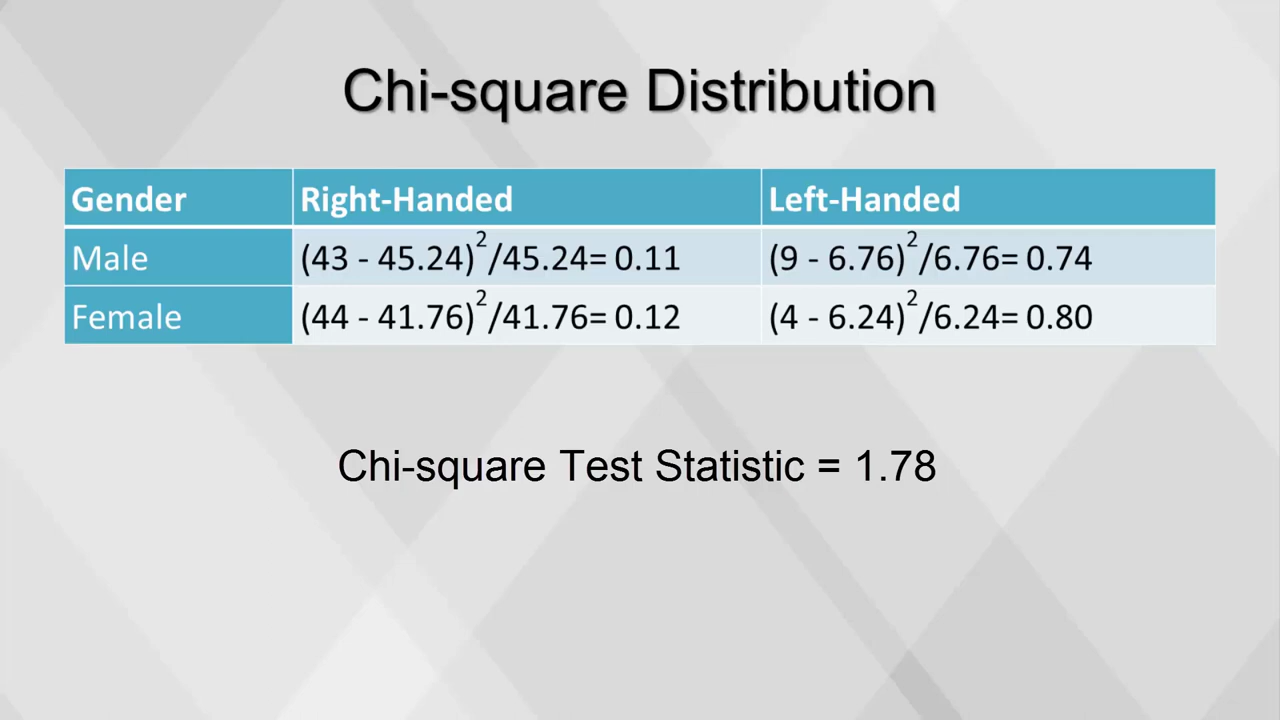 Chi-square Distribution
Gender Right-Handed Left-Handed
Male (43 - 45.24)²/45.24= 0.11 (9 - 6.76)²/6.76= 0.74
Female (44 - 41.76)²/41.76= 0.12 (4 - 6.24)²/6.24= 0.80
Chi-square Test Statistic = 1.78